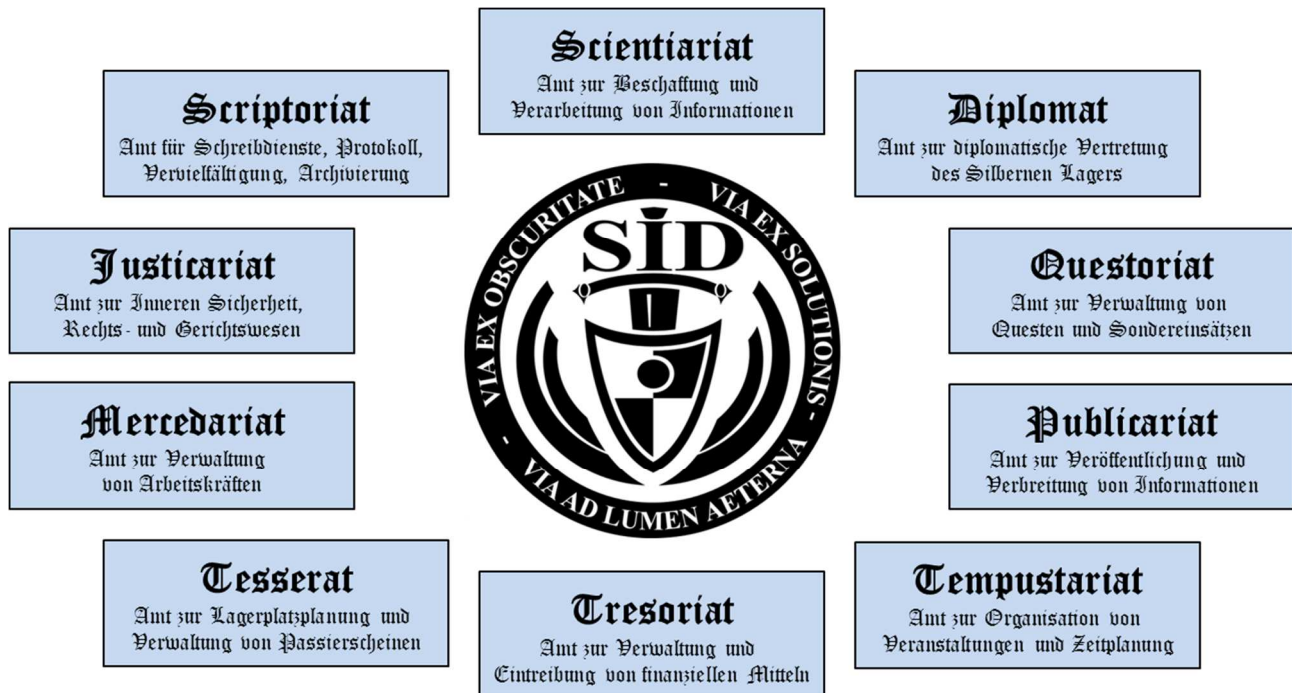 Scientiariat
Amt zur Beschaffung und
Verarbeitung von Informationen
Scriptoriat
Amt für Schreibdienste, Protokoll,
Vervielfältigung, Archivierung
Diplomat
Amt zur diplomatische Vertretung
des Silbernen Lagers
Justicariat
Amt zur Inneren Sicherheit,
Rechts- und Gerichtswesen
VIA EX OBSCURITATE - VIA EX SOLUTIONIS - VIA AD LUMEN AETERNA -
SID
Questoriat
Amt zur Verwaltung von
Questen und Sondereinsätzen
Mercedariat
Amt zur Verwaltung
von Arbeitskräften
Publicariat
Amt zur Veröffentlichung und
Verbreitung von Informationen
Tesserat
Amt zur Lagerplatzplanung und
Verwaltung von Passierscheinen
Tresoriat
Amt zur Verwaltung und
Eintreibung von finanziellen Mitteln
Tempustariat
Amt zur Organisation von
Veranstaltungen und Zeitplanung